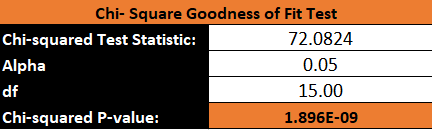 Chi- Square Goodness of Fit Test
Chi-squared Test Statistic: 72.0824
Alpha 0.05
df 15.00
Chi-squared P-value: 1.896E-09